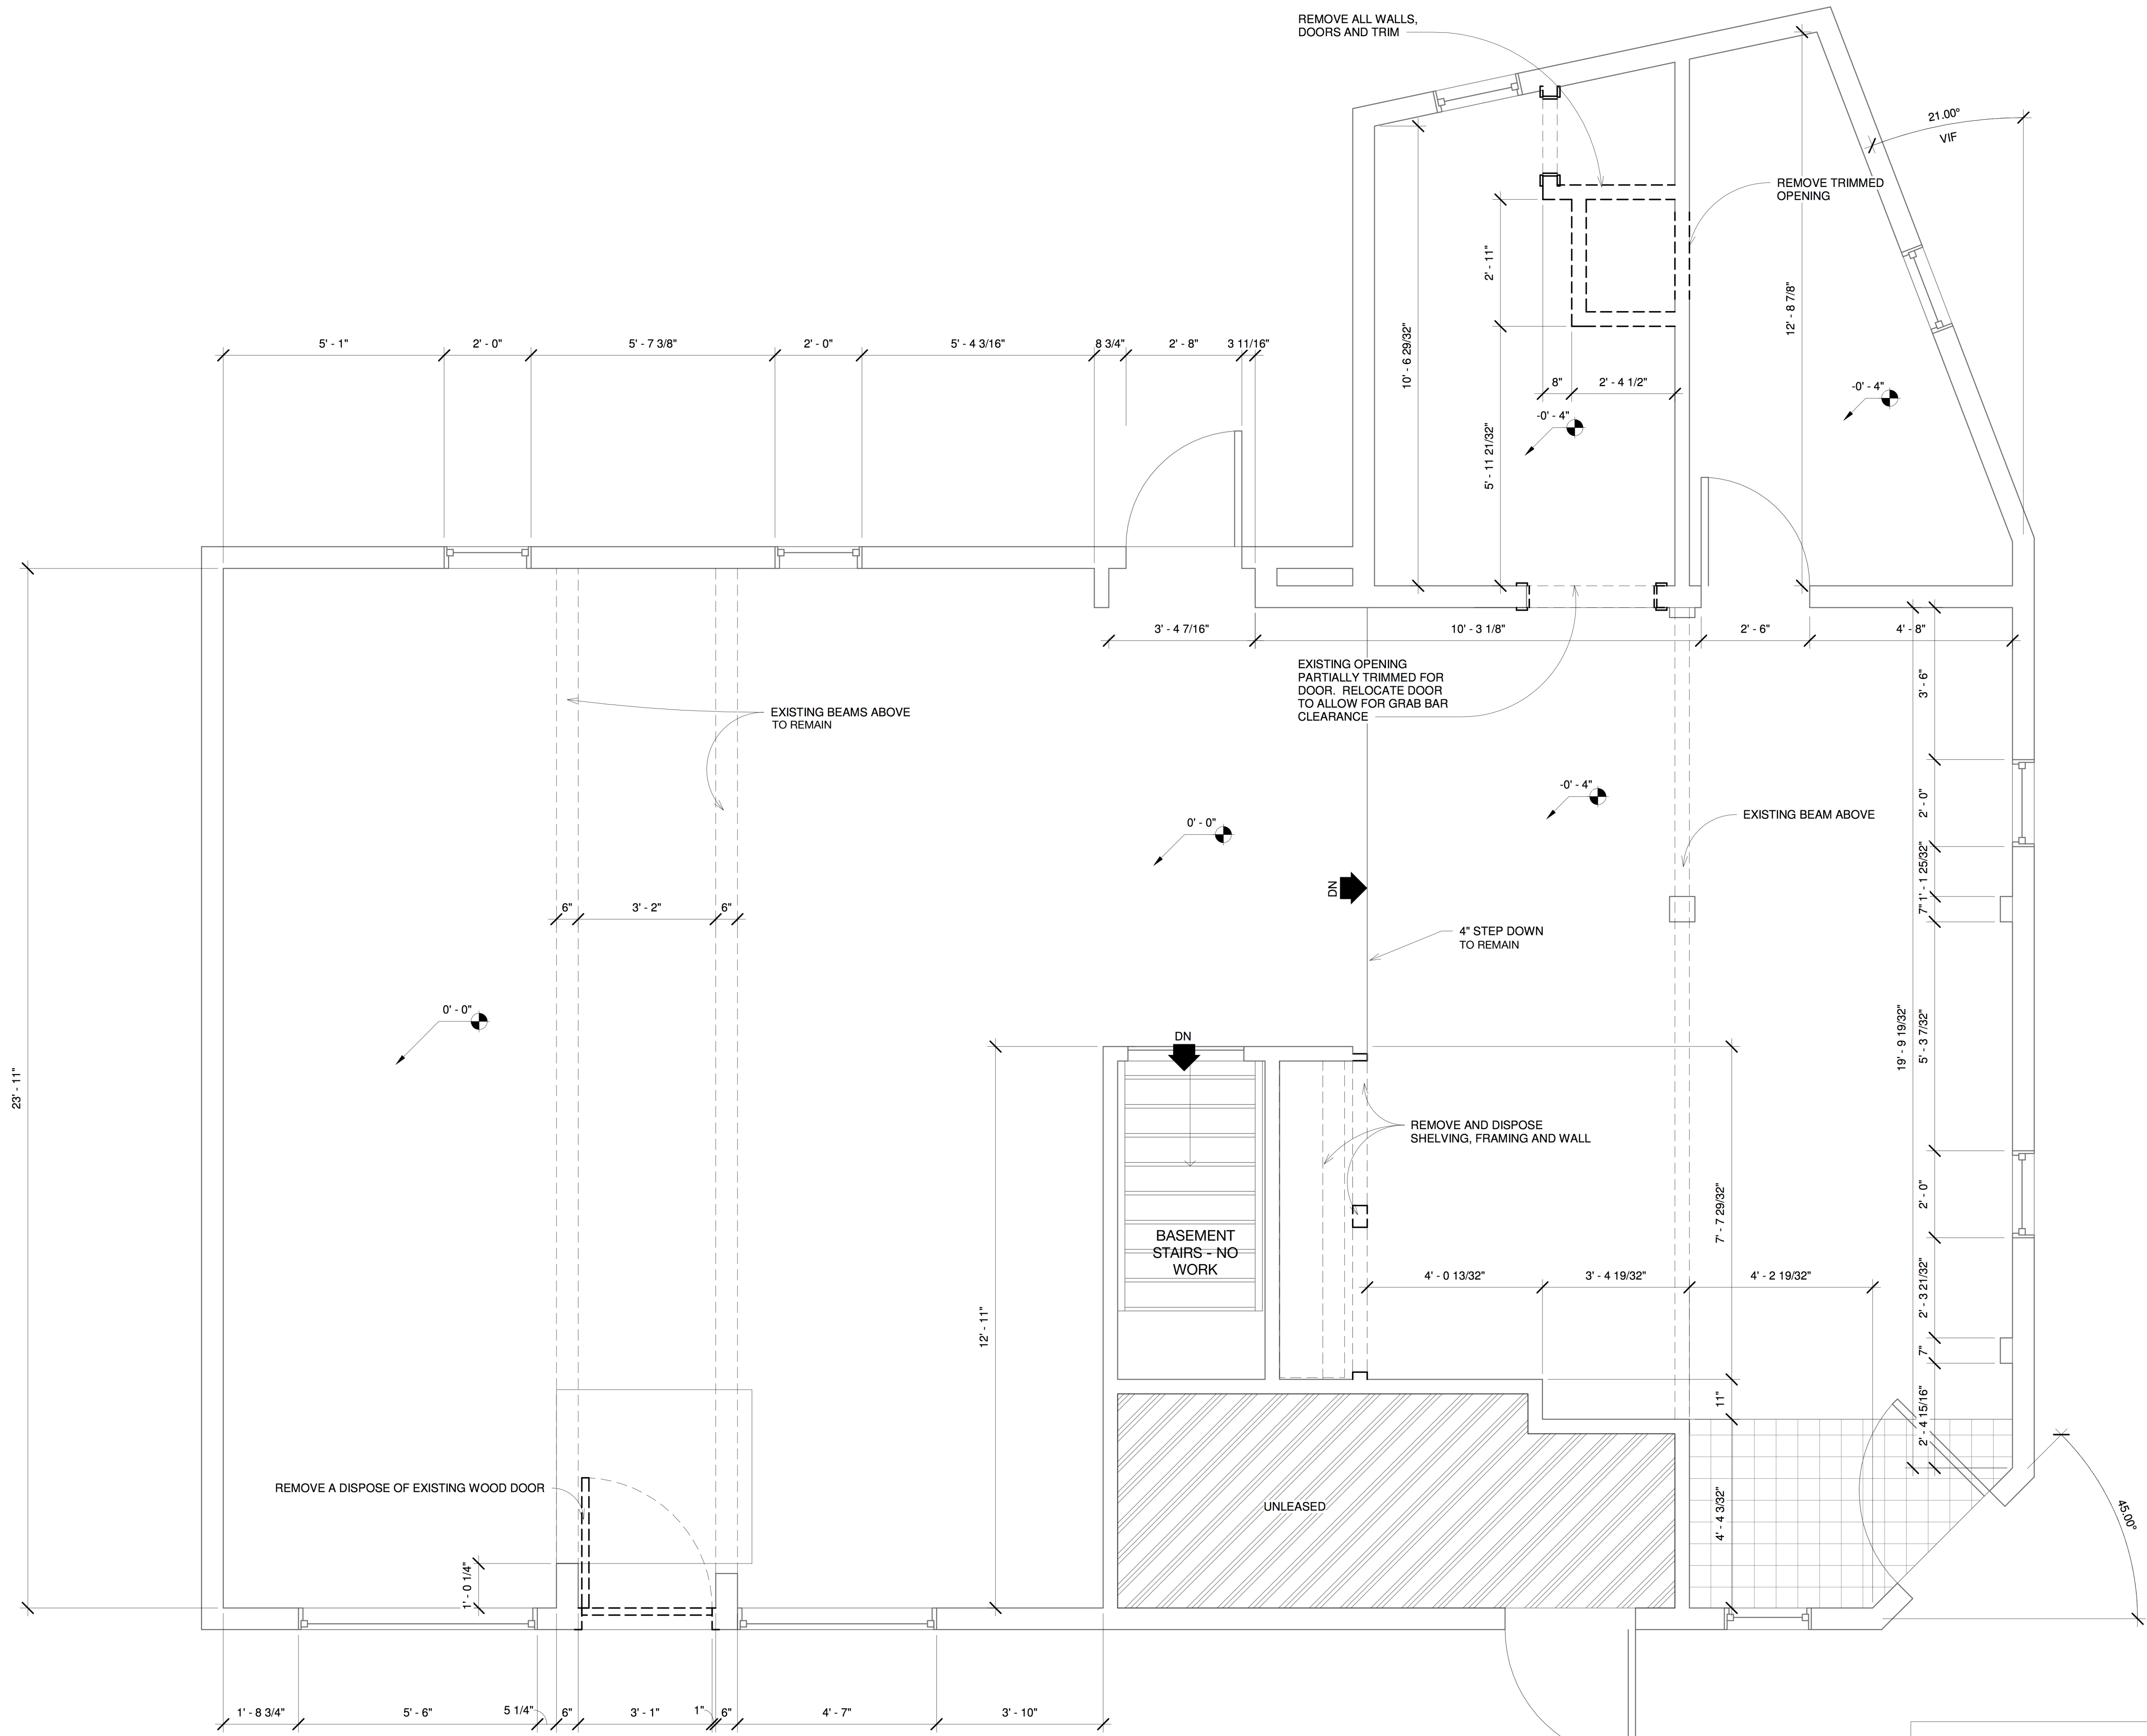 REMOVE ALL WALLS,
DOORS AND TRIM
21.00°
VIF
REMOVE TRIMMED
OPENING
2' - 11"
12' - 8 7/8"
10' - 6 29/32"
5' - 1"
2' - 0"
5' - 7 3/8"
2' - 0"
5' - 4 3/16"
8 3/4"
2' - 8"
3 11/16"
8"
2' - 4 1/2"
-0' - 4"
-0' - 4"
5' - 11 21/32"
3' - 4 7/16"
10' - 3 1/8"
2' - 6"
4' - 8"
EXISTING OPENING
PARTIALLY TRIMMED FOR
DOOR. RELOCATE DOOR
TO ALLOW FOR GRAB BAR
CLEARANCE
3' - 6"
EXISTING BEAMS ABOVE
TO REMAIN
-0' - 4"
2' - 0"
EXISTING BEAM ABOVE
0' - 0"
1' - 1 25/32"
7"
DN
6"
3' - 2"
6"
4" STEP DOWN
TO REMAIN
0' - 0"
19' - 9 19/32"
5' - 3 7/32"
23' - 11"
DN
REMOVE AND DISPOSE
SHELVING, FRAMING AND WALL
2' - 0"
7' - 7 29/32"
BASEMENT
STAIRS - NO
WORK
4' - 0 13/32"
3' - 4 19/32"
4' - 2 19/32"
2' - 3 21/32"
12' - 11"
7"
11"
2' - 4 15/16"
REMOVE A DISPOSE OF EXISTING WOOD DOOR
UNLEASED
4' - 4 3/32"
45.00°
1' - 0 1/4"
1' - 8 3/4"
5' - 6"
5 1/4"
6"
3' - 1"
1"
6"
4' - 7"
3' - 10"